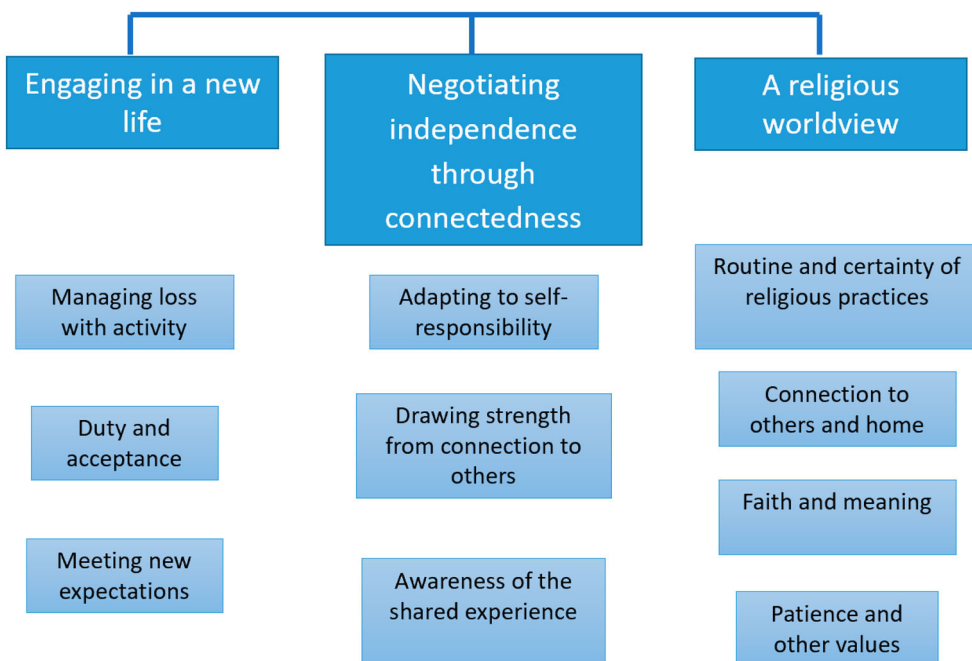 Engaging in a new
life
Negotiating
independence
through
connectedness
A religious
worldview
Managing loss
with activity
Duty and
acceptance
Meeting new
expectations
Adapting to self-
responsibility
Drawing strength
from connection to
others
Awareness of the
shared experience
Routine and certainty of
religious practices
Connection to
others and home
Faith and meaning
Patience and
other values